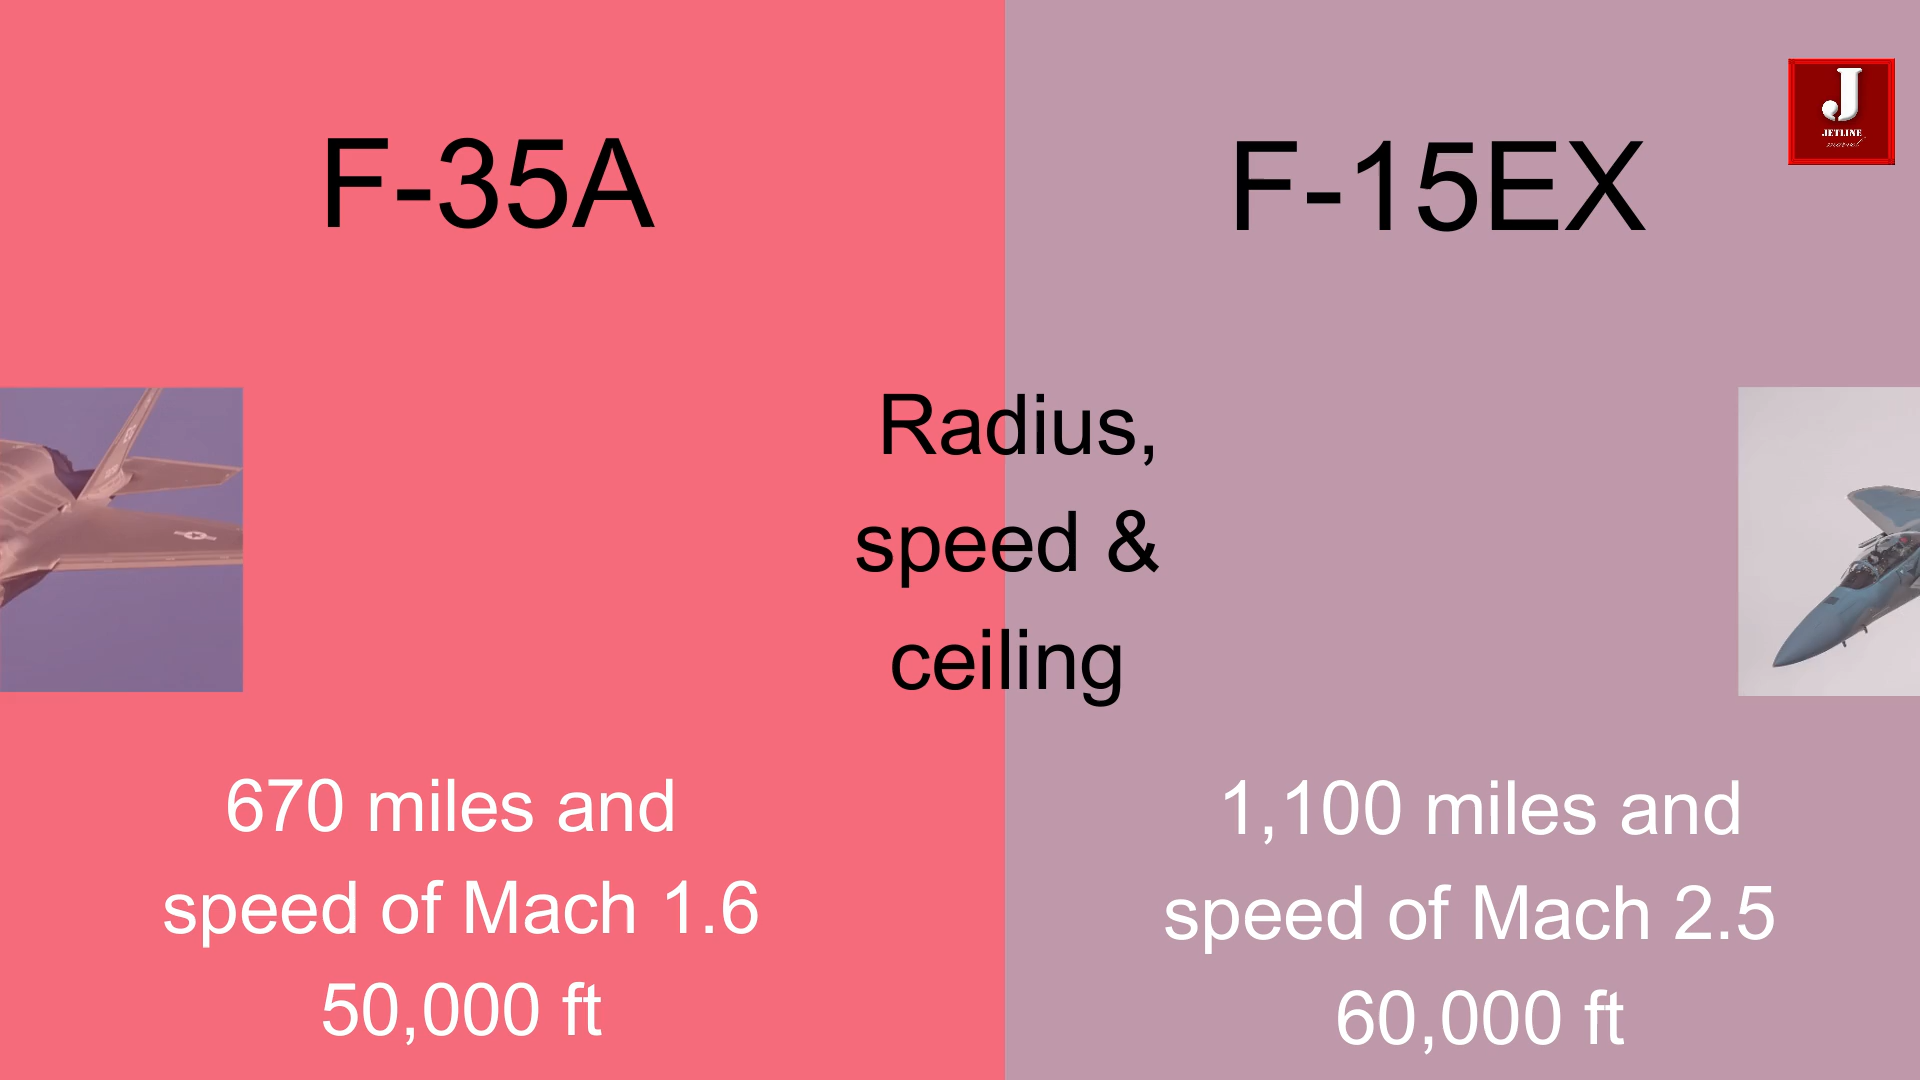 F-35A
F-15EX
J
JETLINE
marvel
Radius,
speed &
ceiling
670 miles and
speed of Mach 1.6
50,000 ft
1,100 miles and
speed of Mach 2.5
60,000 ft